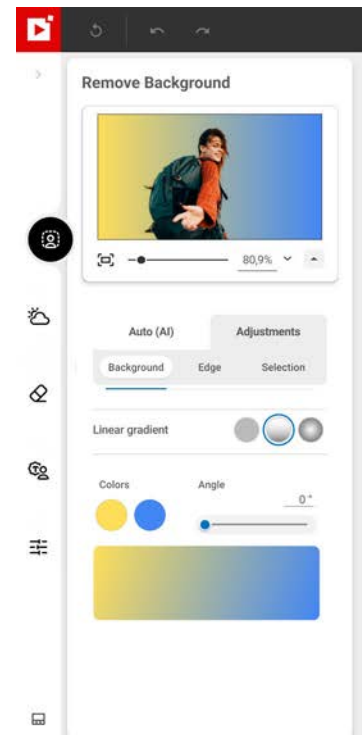 Remove Background
80,9%
Auto (AI) Adjustments
Background Edge Selection
Linear gradient
Colors Angle
0 °